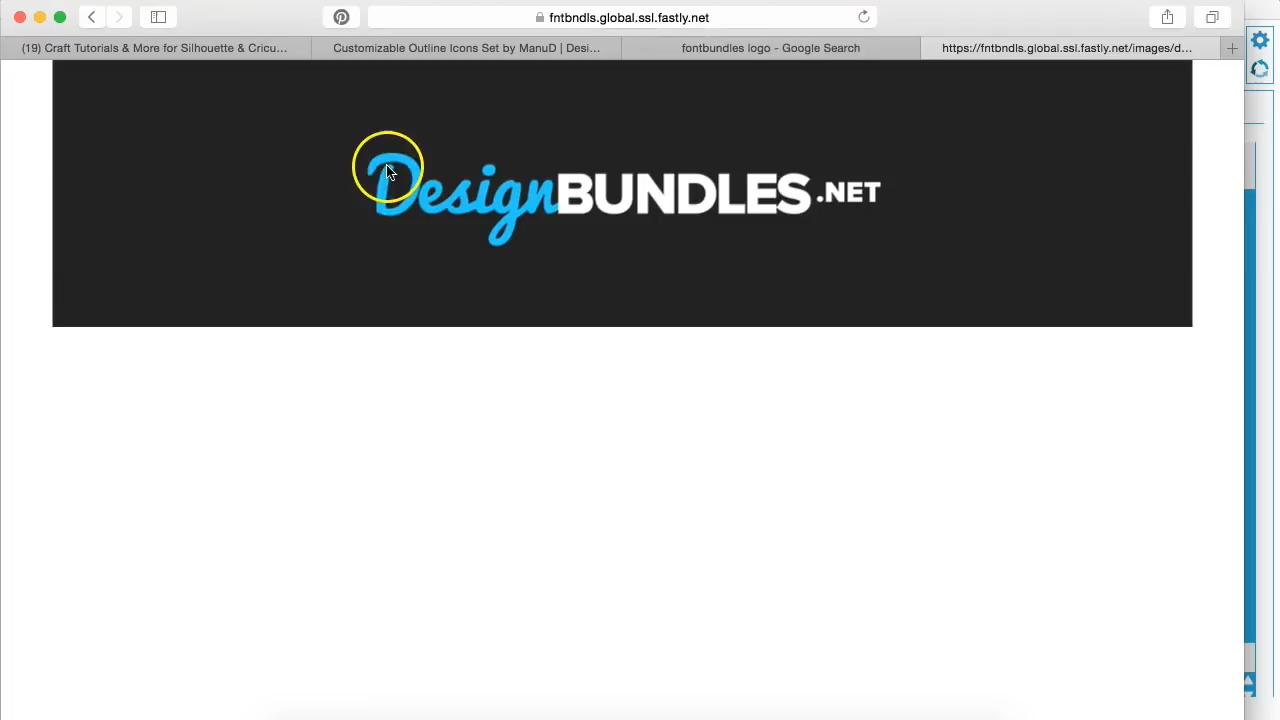 fntbndls.global.ssl.fastly.net
(19) Craft Tutorials & More for Silhouette & Cricu...
Customizable Outline Icons Set by ManuD | Desi...
fontbundles logo - Google Search
https://fntbndls.global.ssl.fastly.net/images/d...
DesignBUNDLES.NET